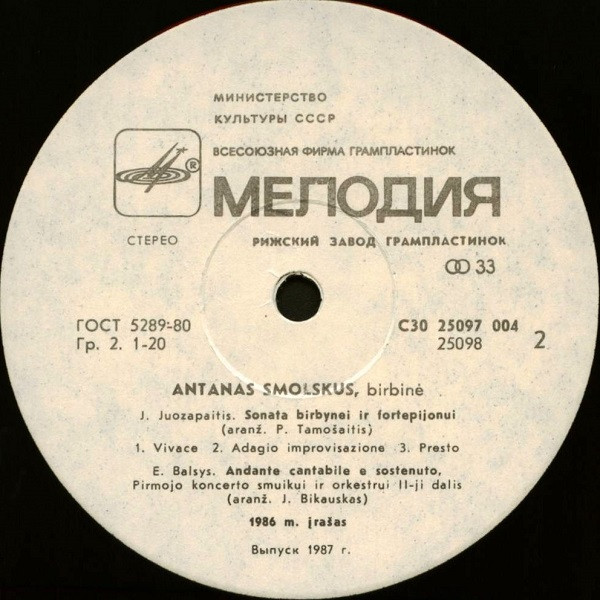 МИНИСТЕРСТВО
КУЛЬТУРЫ СССР
ВСЕСОЮЗНАЯ ФИРМА ГРАМПЛАСТИНОК
®
МЕЛОДИЯ
СТЕРЕО
РИЖСКИЙ ЗАВОД ГРАМПЛАСТИНОК
33
ГОСТ 5289-80
Гр. 2. 1-20
С30 25097 004
25098
2
ANTANAS SMOLSKUS, birbinė
J. Juozapaitis. Sonata birbynei ir fortepijonui
(aranž. P. Tamošaitis)
1. Vivace 2. Adagio improvisazione 3. Presto
E. Balsys. Andante cantabile e sostenuto,
Pirmojo koncerto smuikui ir orkestrui II-ji dalis
(aranž. J. Bikauskas)
1986 m. įrašas
Выпуск 1987 г.